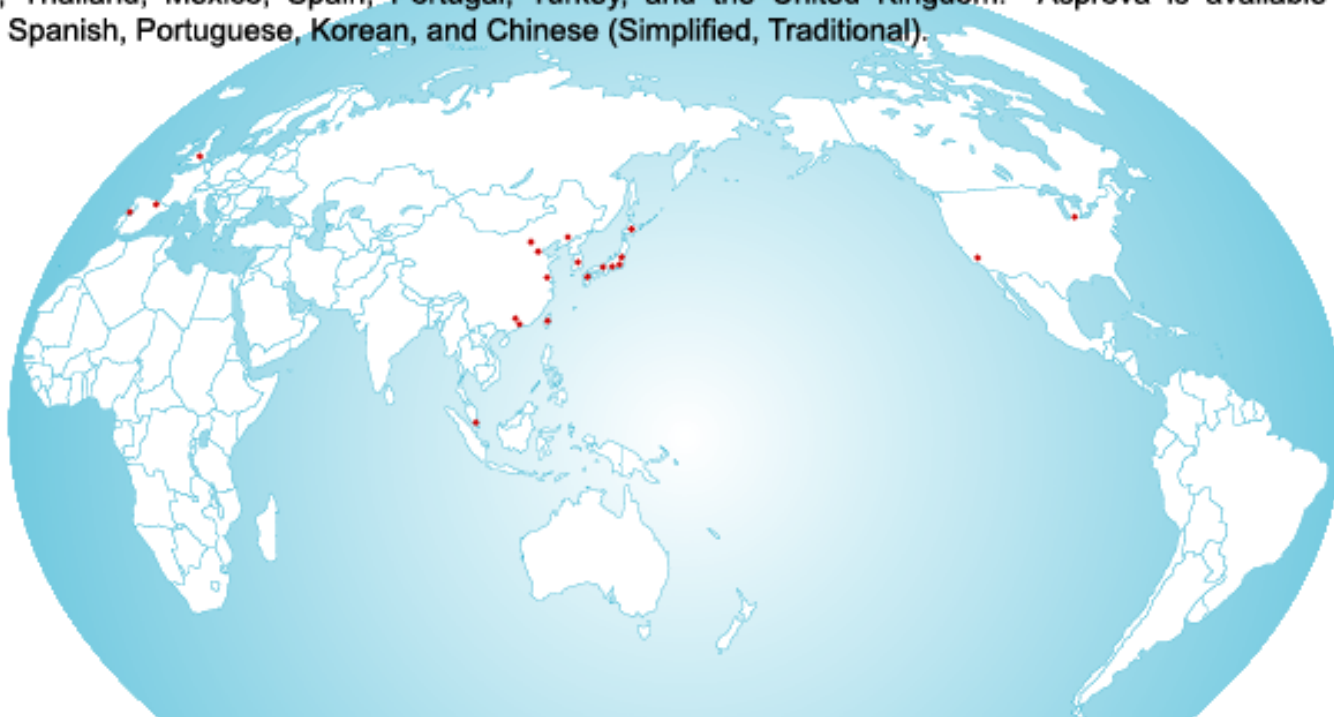 Thailand, Mexico, Spain, Portugal, Turkey, and the United Kingdom. Asprova is available
Spanish, Portuguese, Korean, and Chinese (Simplified, Traditional).